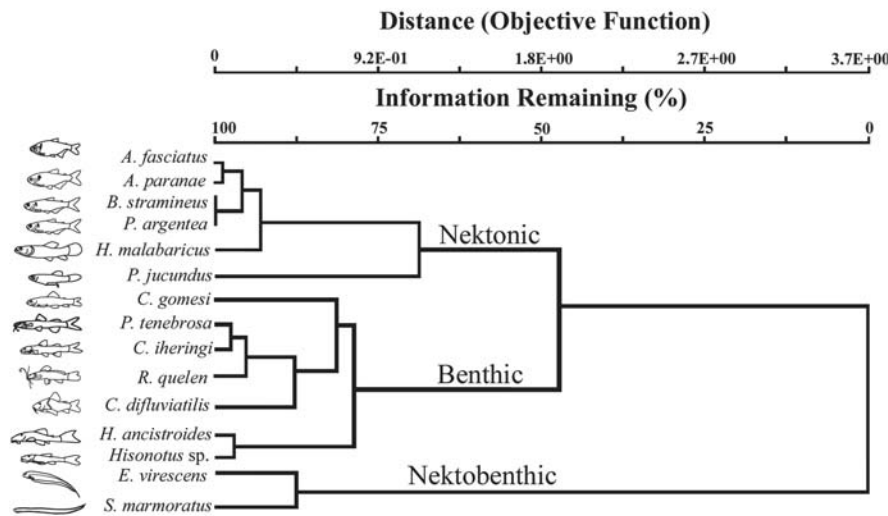 Distance (Objective Function)
0 9.2E-01 1.8E+00 2.7E+00 3.7E+00
Information Remaining (%)
100 75 50 25 0
A. fasciatus
A. paranae
B. stramineus
P. argentea
H. malabaricus
Nektonic
P. jucundus
C. gomesi
P. tenebrosa
C. iheringi
R. quelen
Benthic
C. difluviatilis
H. ancistroides
Hisonotus sp.
E. virescens
Nektobenthic
S. marmoratus